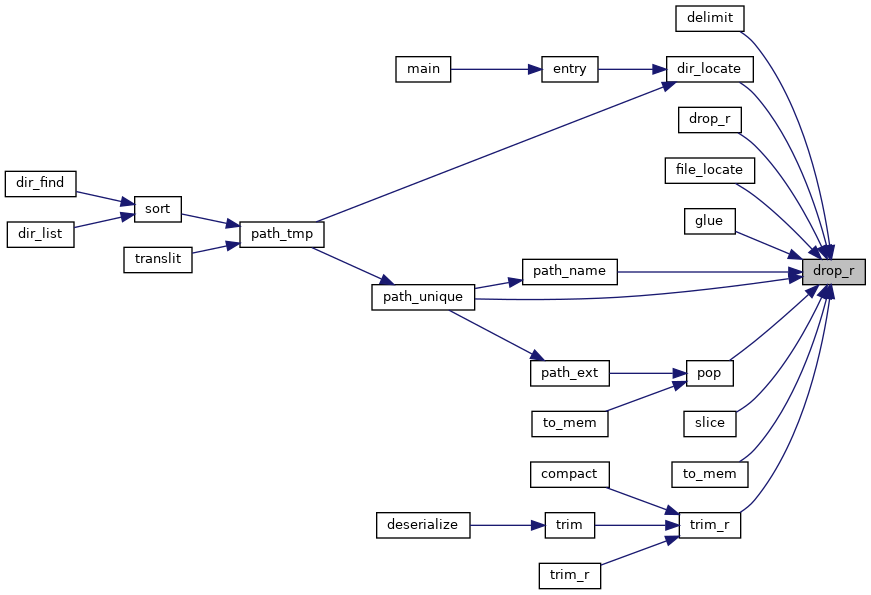 delimit
main
entry
dir_locate
drop_r
file_locate
dir_find
sort
glue
dir_list
path_tmp
translit
path_name
drop_r
path_unique
path_ext
pop
to_mem
slice
compact
to_mem
deserialize
trim
trim_r
trim_r